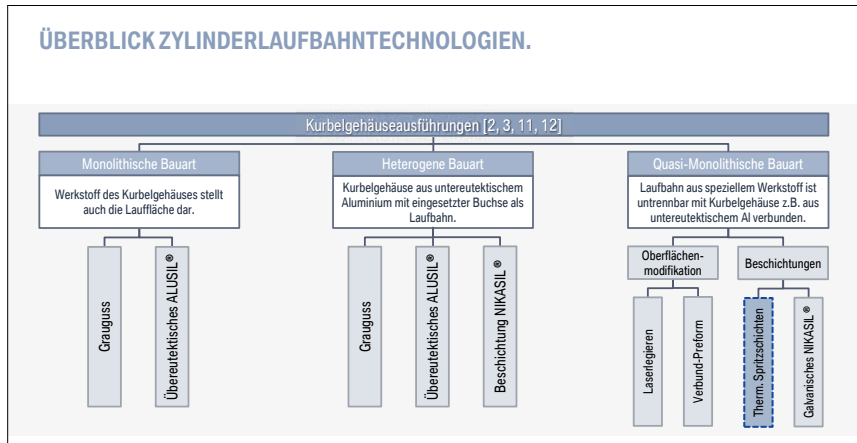 ÜBERBLICK ZYLINDERLAUFBAHNTECHNOLOGIEN.
Kurbelgehäuseausführungen [2, 3, 11, 12]
Monolithische Bauart
Werkstoff des Kurbelgehäuses stellt
auch die Lauffläche dar.
Grauguss
Übereutektisches ALUSIL®
Heterogene Bauart
Kurbelgehäuse aus untereutektischem
Aluminium mit eingesetzter Buchse als
Laufbahn.
Grauguss
Übereutektisches ALUSIL®
Beschichtung NIKASIL®
Quasi-Monolithische Bauart
Laufbahn aus speziellem Werkstoff ist
untrennbar mit Kurbelgehäuse z.B. aus
untereutektischem Al verbunden.
Oberflächen-
modifikation
Laserlegieren
Verbund-Preform
Beschichtungen
Therm. Spritzschichten
Galvanisches NIKASIL®